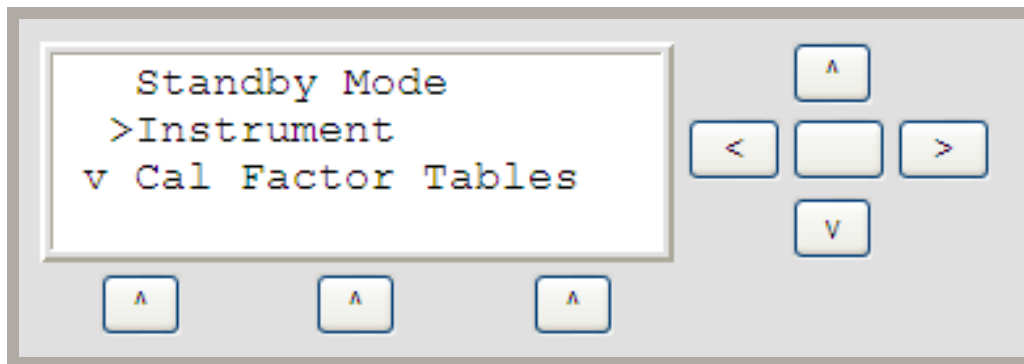 Standby Mode
>Instrument
v Cal Factor Tables
^
< >
v
^ ^ ^